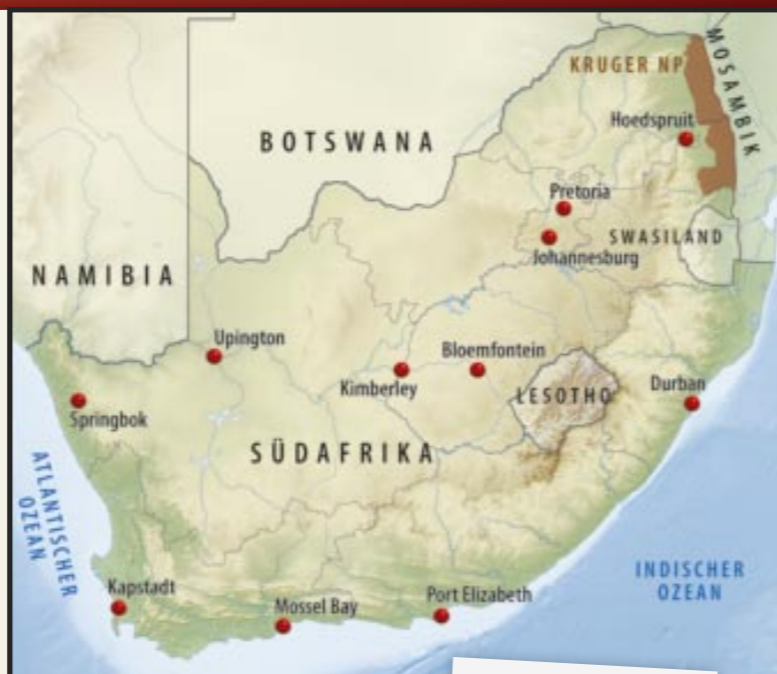 KRUGER NP
MOSAMBIK
Hoedspruit
BOTSWANA
Pretoria
SWASILAND
Johannesburg
NAMIBIA
Upington
Bloemfontein
Kimberley
LESOTHO
Durban
Springbok
SÜDAFRIKA
ATLANTISCHER
OZEAN
INDISCHER
OZEAN
Kapstadt
Mossel Bay
Port Elizabeth